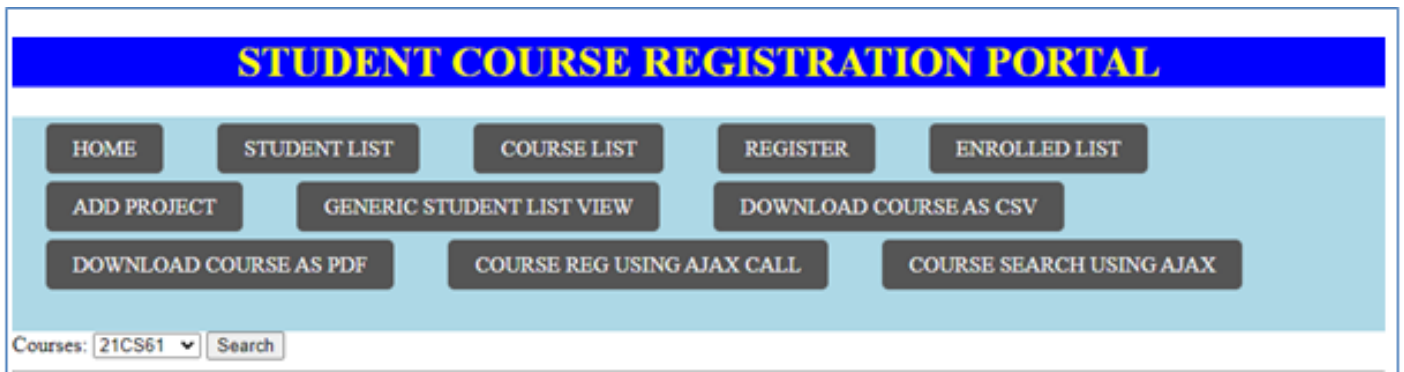 STUDENT COURSE REGISTRATION PORTAL
HOME STUDENT LIST COURSE LIST REGISTER ENROLLED LIST
ADD PROJECT GENERIC STUDENT LIST VIEW DOWNLOAD COURSE AS CSV
DOWNLOAD COURSE AS PDF COURSE REG USING AJAX CALL COURSE SEARCH USING AJAX
Courses: 21CS61 Search